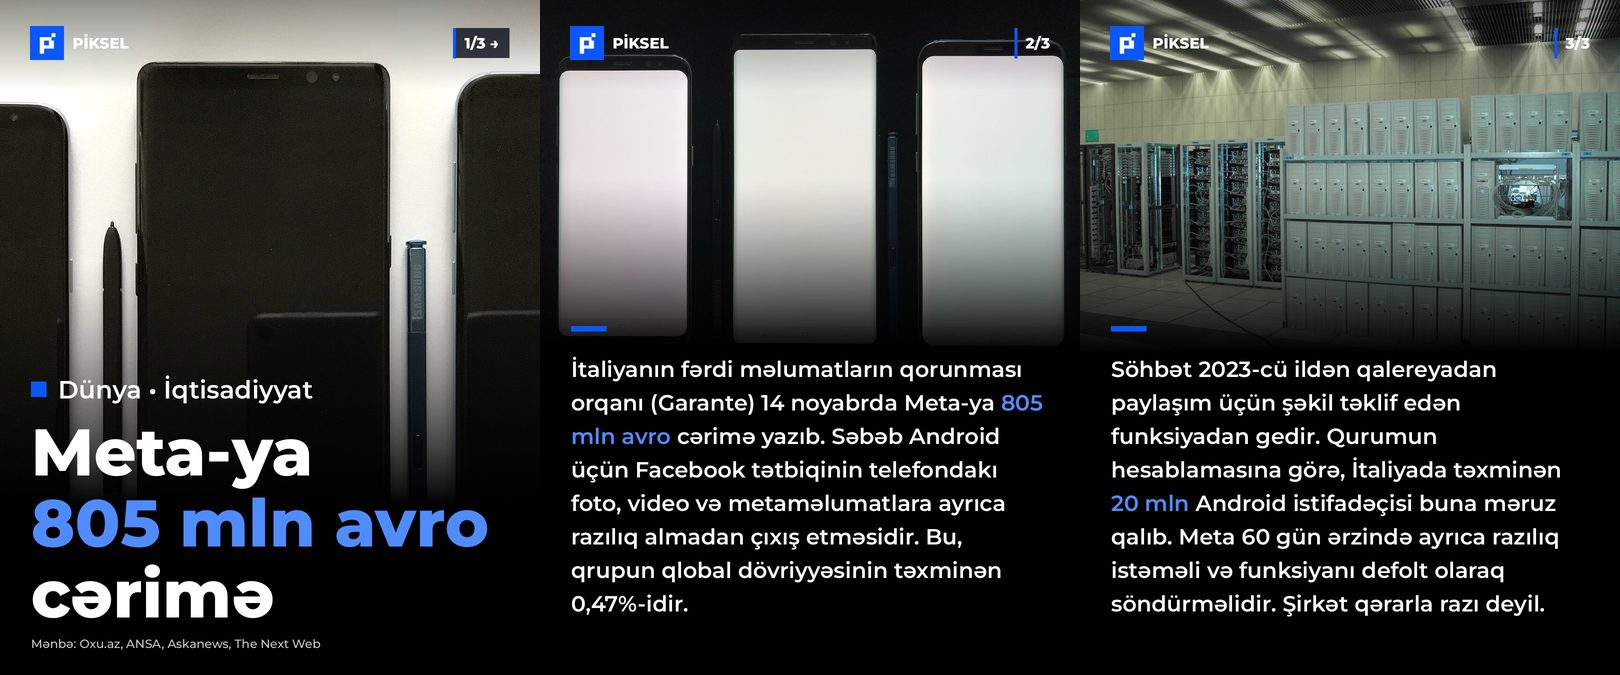 PİKSEL
1/3 →
Dünya • İqtisadiyyat
Meta-ya
805 mln avro
cərimə
Mənbə: Oxu.az, ANSA, Askanews, The Next Web
PİKSEL
2/3
İtaliyanın fərdi məlumatların qorunması
orqanı (Garante) 14 noyabrda Meta-ya 805
mln avro cərimə yazıb. Səbəb Android
üçün Facebook tətbiqinin telefondakı
foto, video və metaməlumatlara ayrıca
razılıq almadan çıxış etməsidir. Bu,
qrupun qlobal dövriyyəsinin təxminən
0,47%-idir.
PİKSEL
3/3
Söhbət 2023-cü ildən qalereyadan
paylaşım üçün şəkil təklif edən
funksiyadan gedir. Qurumun
hesablamasına görə, İtaliyada təxminən
20 mln Android istifadəçisi buna məruz
qalıb. Meta 60 gün ərzində ayrıca razılıq
istəməli və funksiyanı defolt olaraq
söndürməlidir. Şirkət qərarla razı deyil.